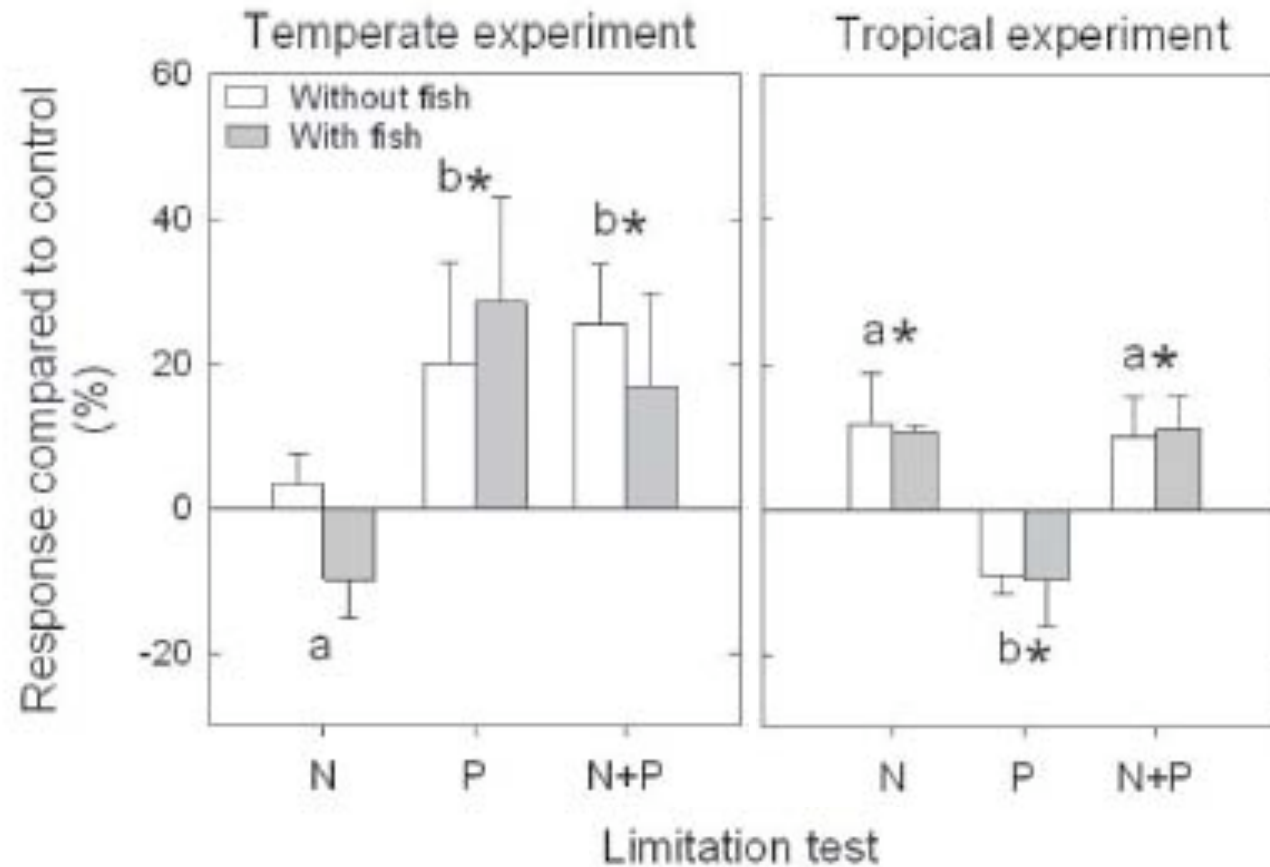 Temperate experiment
Tropical experiment
Response compared to control
(%)
60
40
20
0
-20
Without fish
With fish
b*
b*
a
a*
a*
b*
N
P
N+P
N
P
N+P
Limitation test